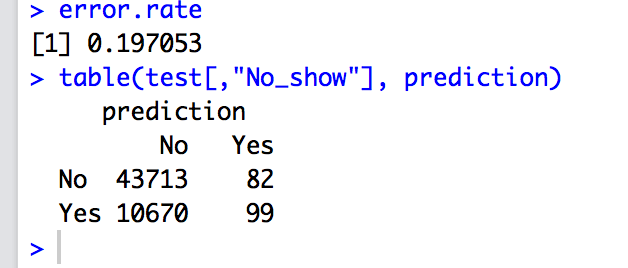 > error.rate
[1] 0.197053
> table(test[,"No_show"], prediction)
prediction
No Yes
No 43713 82
Yes 10670 99
>